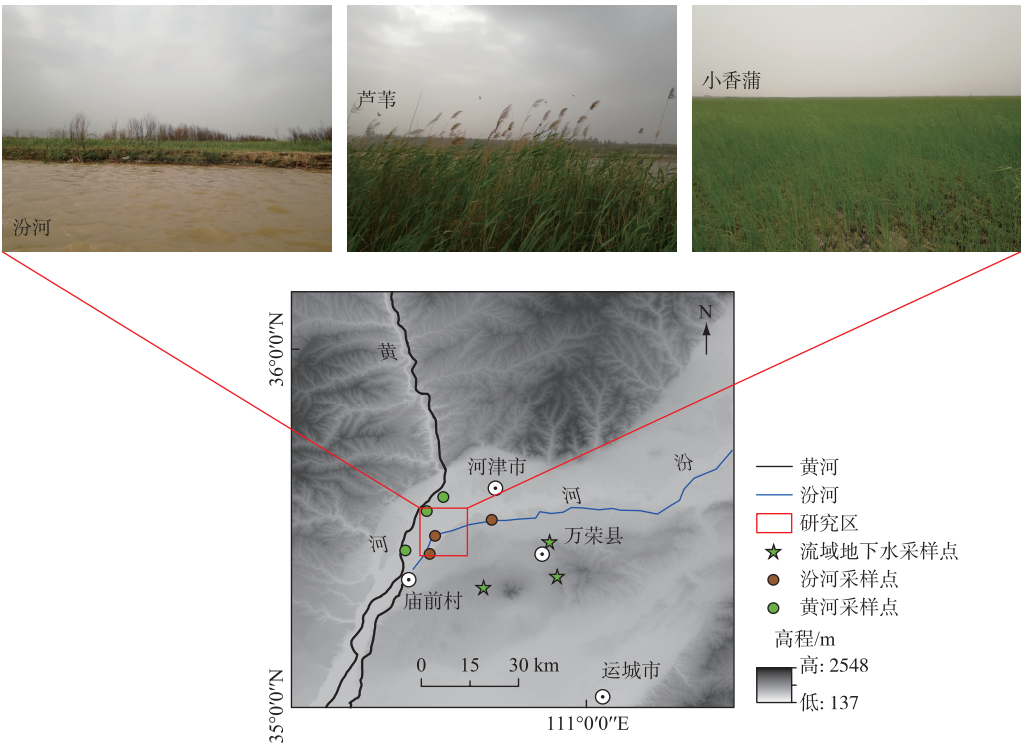 汾河
芦苇
小香蒲
N
36°0′0″N
黄
河津市
汾
河
万荣县
河
庙前村
0 15 30 km
运城市
35°0′0″N
111°0′0″E
黄河
汾河
研究区
流域地下水采样点
汾河采样点
黄河采样点
高程/m
高: 2548
低: 137